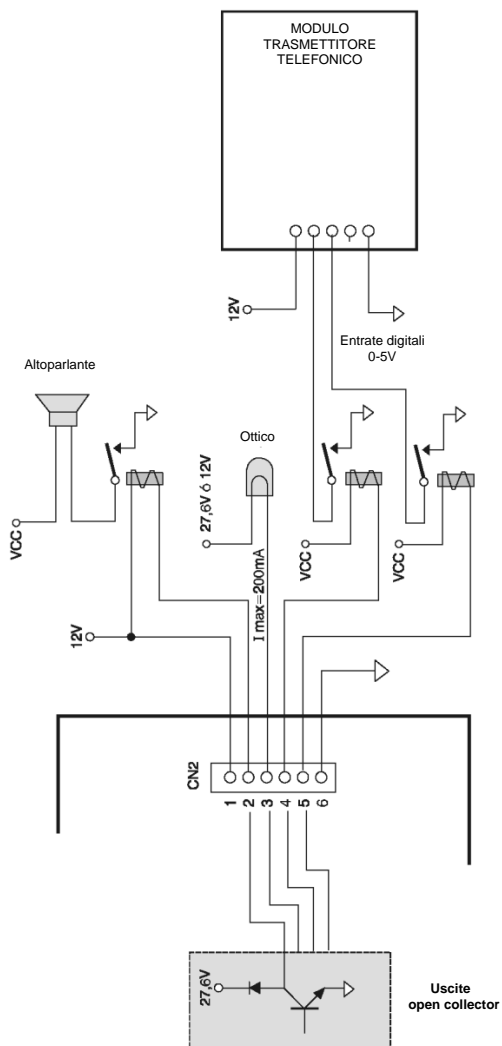 MODULO
TRASMETTITORE
TELEFONICO
12V
Entrate digitali
0-5V
Altoparlante
Ottico
VCC
27,6V ó 12V
I max=200mA
VCC
VCC
12V
CN2
1
2
3
4
5
6
27,6V
Uscite
open collector